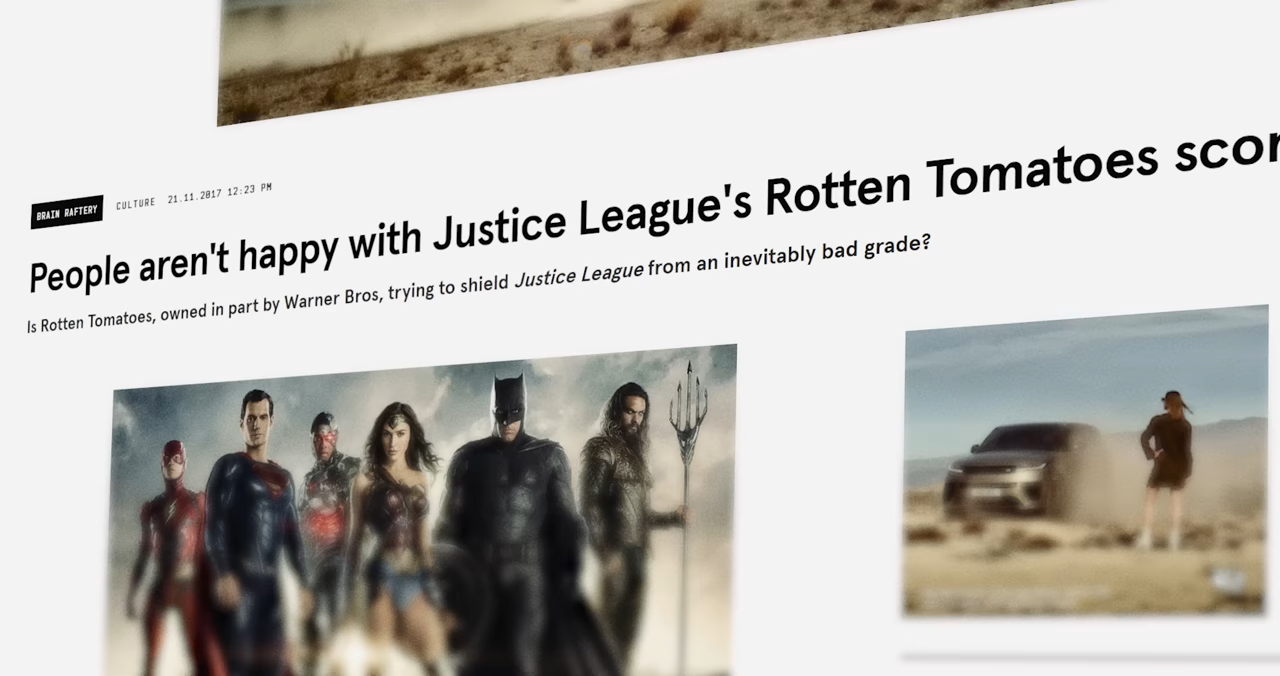 BRAIN RAFTERY CULTURE 21.11.2017 12:23 PM
People aren't happy with Justice League's Rotten Tomatoes
Is Rotten Tomatoes, owned in part by Warner Bros, trying to shield Justice League from an inevitably bad grade?